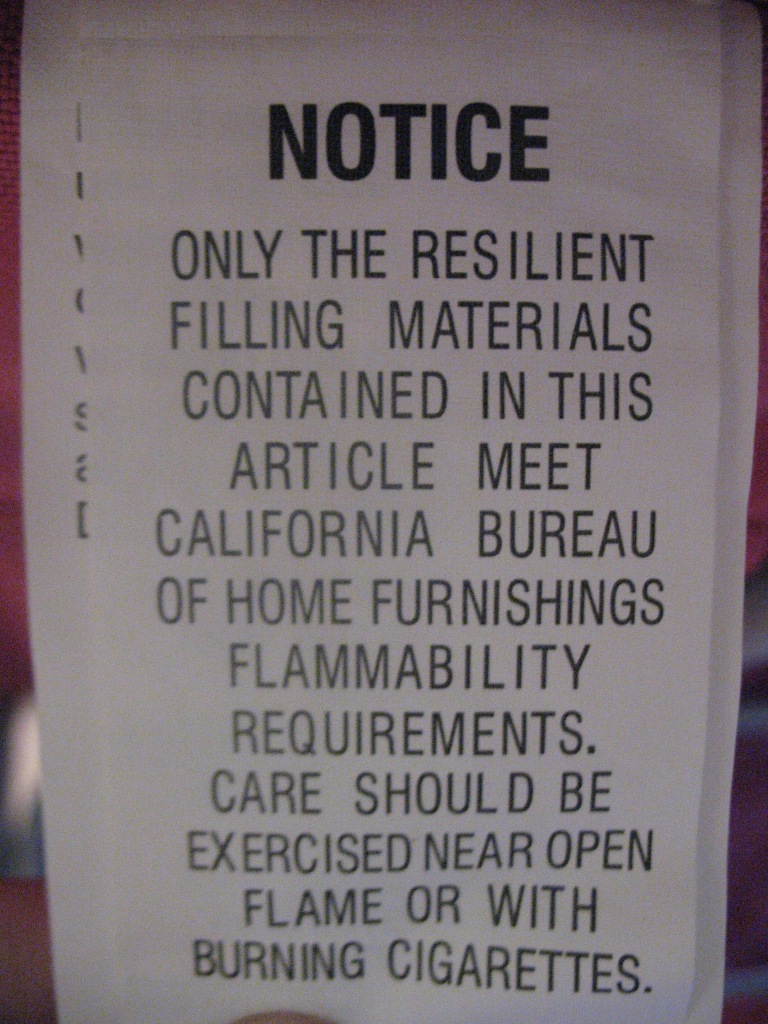 NOTICE
ONLY THE RESILIENT
FILLING MATERIALS
CONTAINED IN THIS
ARTICLE MEET
CALIFORNIA BUREAU
OF HOME FURNISHINGS
FLAMMABILITY
REQUIREMENTS.
CARE SHOULD BE
EXERCISED NEAR OPEN
FLAME OR WITH
BURNING CIGARETTES.